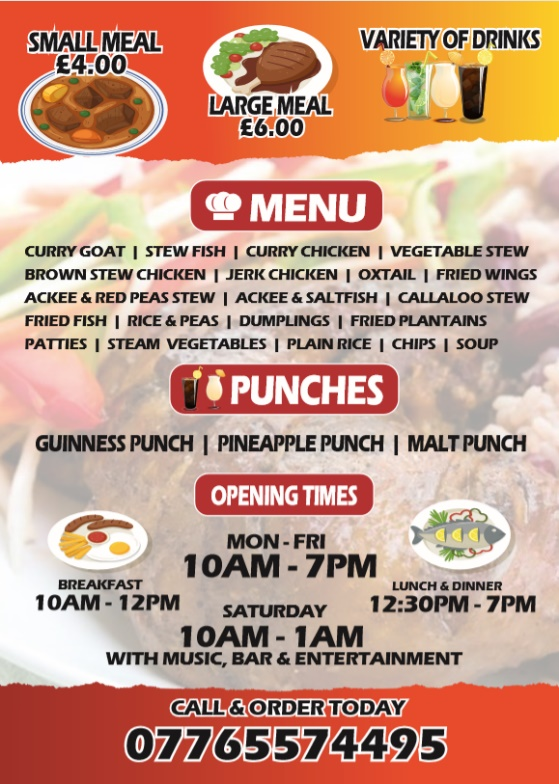 SMALL MEAL
£4.00
LARGE MEAL
£6.00
VARIETY OF DRINKS
MENU
CURRY GOAT | STEW FISH | CURRY CHICKEN | VEGETABLE STEW
BROWN STEW CHICKEN | JERK CHICKEN | OXTAIL | FRIED WINGS
ACKEE & RED PEAS STEW | ACKEE & SALTFISH | CALLALOO STEW
FRIED FISH | RICE & PEAS | DUMPLINGS | FRIED PLANTAINS
PATTIES | STEAM VEGETABLES | PLAIN RICE | CHIPS | SOUP
PUNCHES
GUINNESS PUNCH | PINEAPPLE PUNCH | MALT PUNCH
OPENING TIMES
MON - FRI
10AM - 7PM
BREAKFAST
10AM - 12PM
LUNCH & DINNER
12:30PM - 7PM
SATURDAY
10AM - 1AM
WITH MUSIC, BAR & ENTERTAINMENT
CALL & ORDER TODAY
07765574495